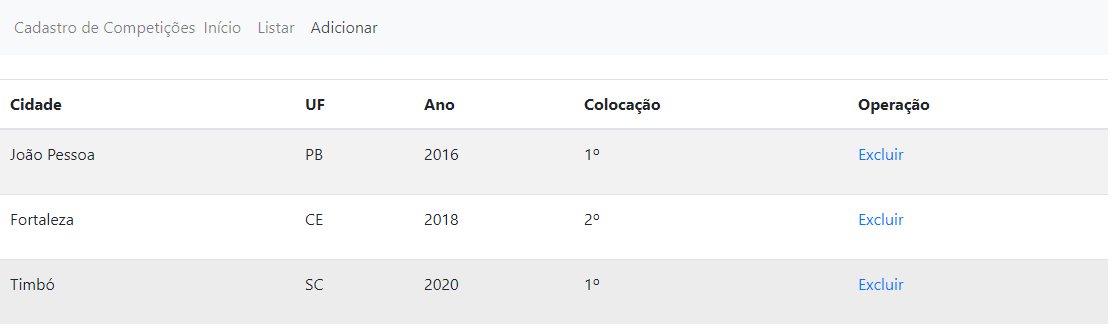 Cadastro de Competições Início Listar Adicionar
Cidade UF Ano Colocação Operação
João Pessoa PB 2016 1º Excluir
Fortaleza CE 2018 2º Excluir
Timbó SC 2020 1º Excluir